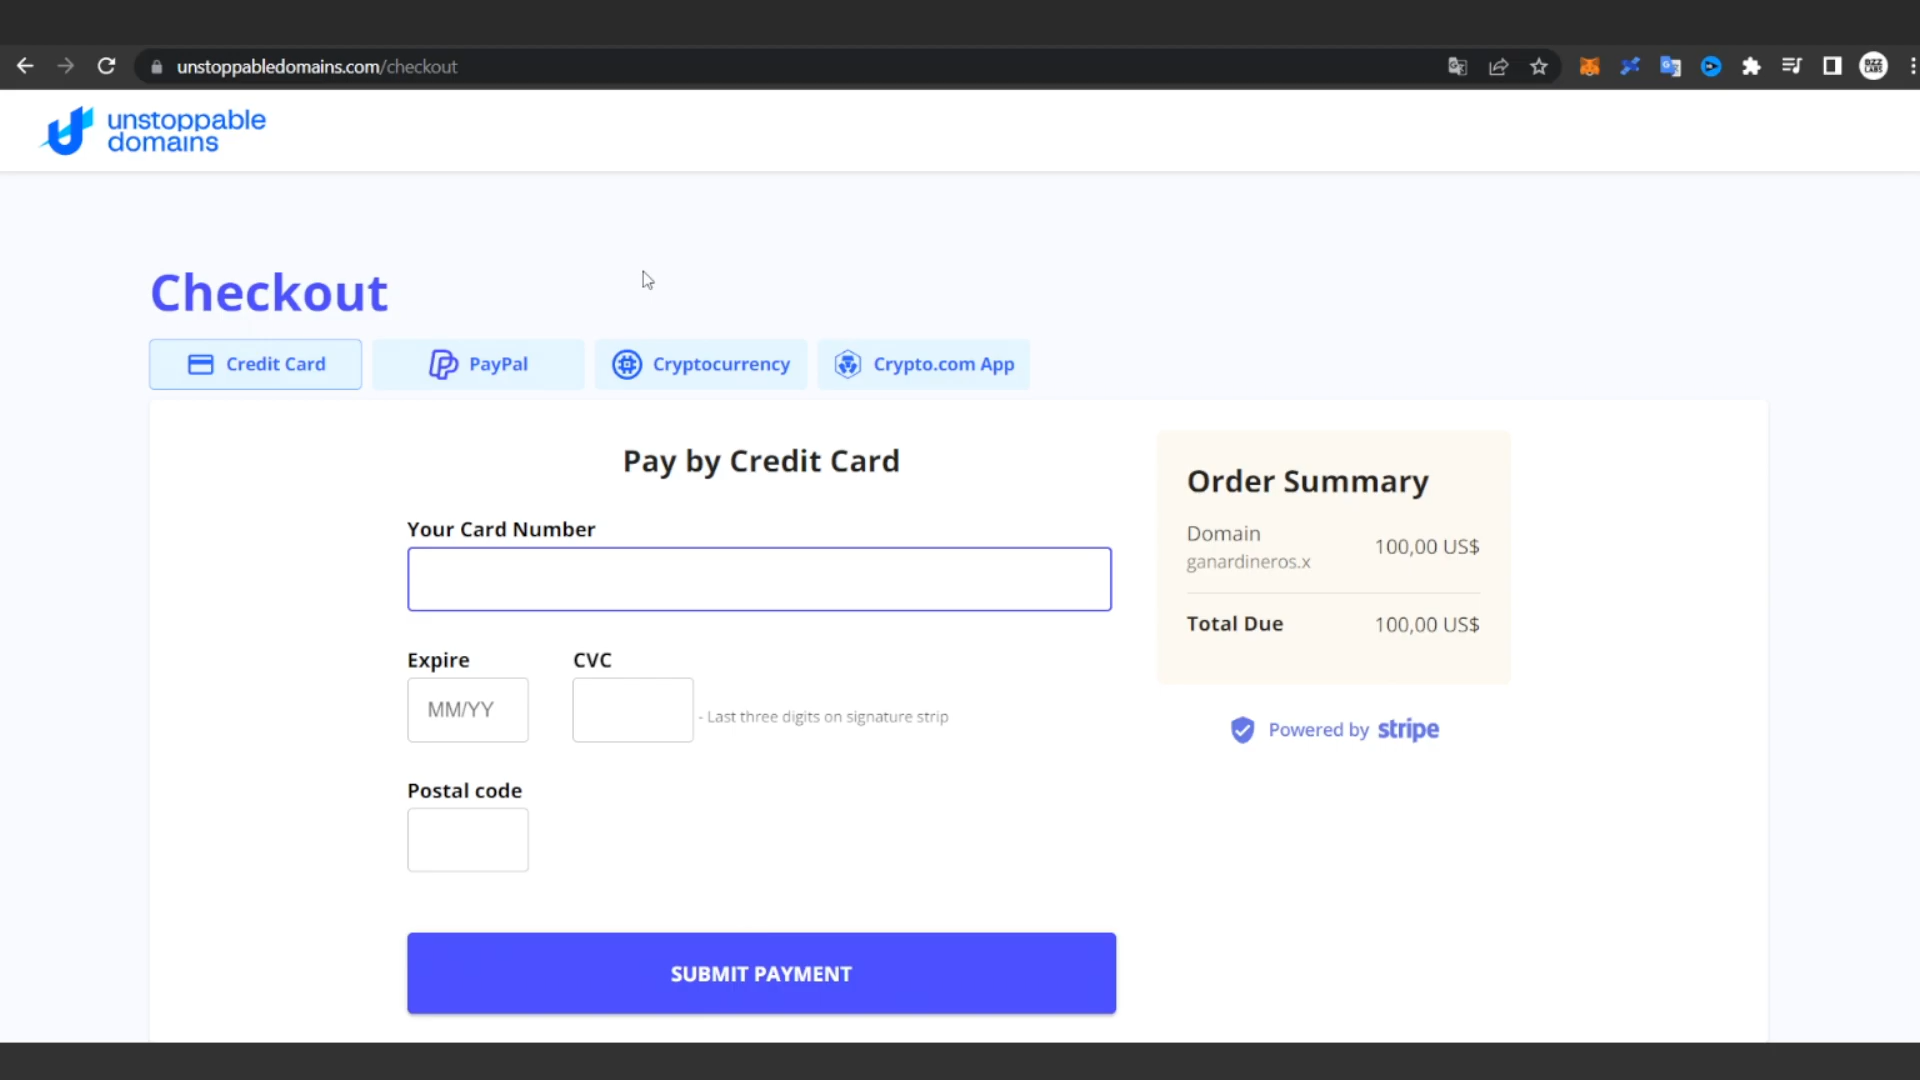 unstoppabledomains.com/checkout
BZZ
LABS
unstoppable
domains
Checkout
Credit Card
PayPal
Cryptocurrency
Crypto.com App
Pay by Credit Card
Your Card Number
Expire
CVC
MM/YY
- Last three digits on signature strip
Postal code
SUBMIT PAYMENT
Order Summary
Domain
ganardineros.x
100,00 US$
Total Due
100,00 US$
Powered by stripe